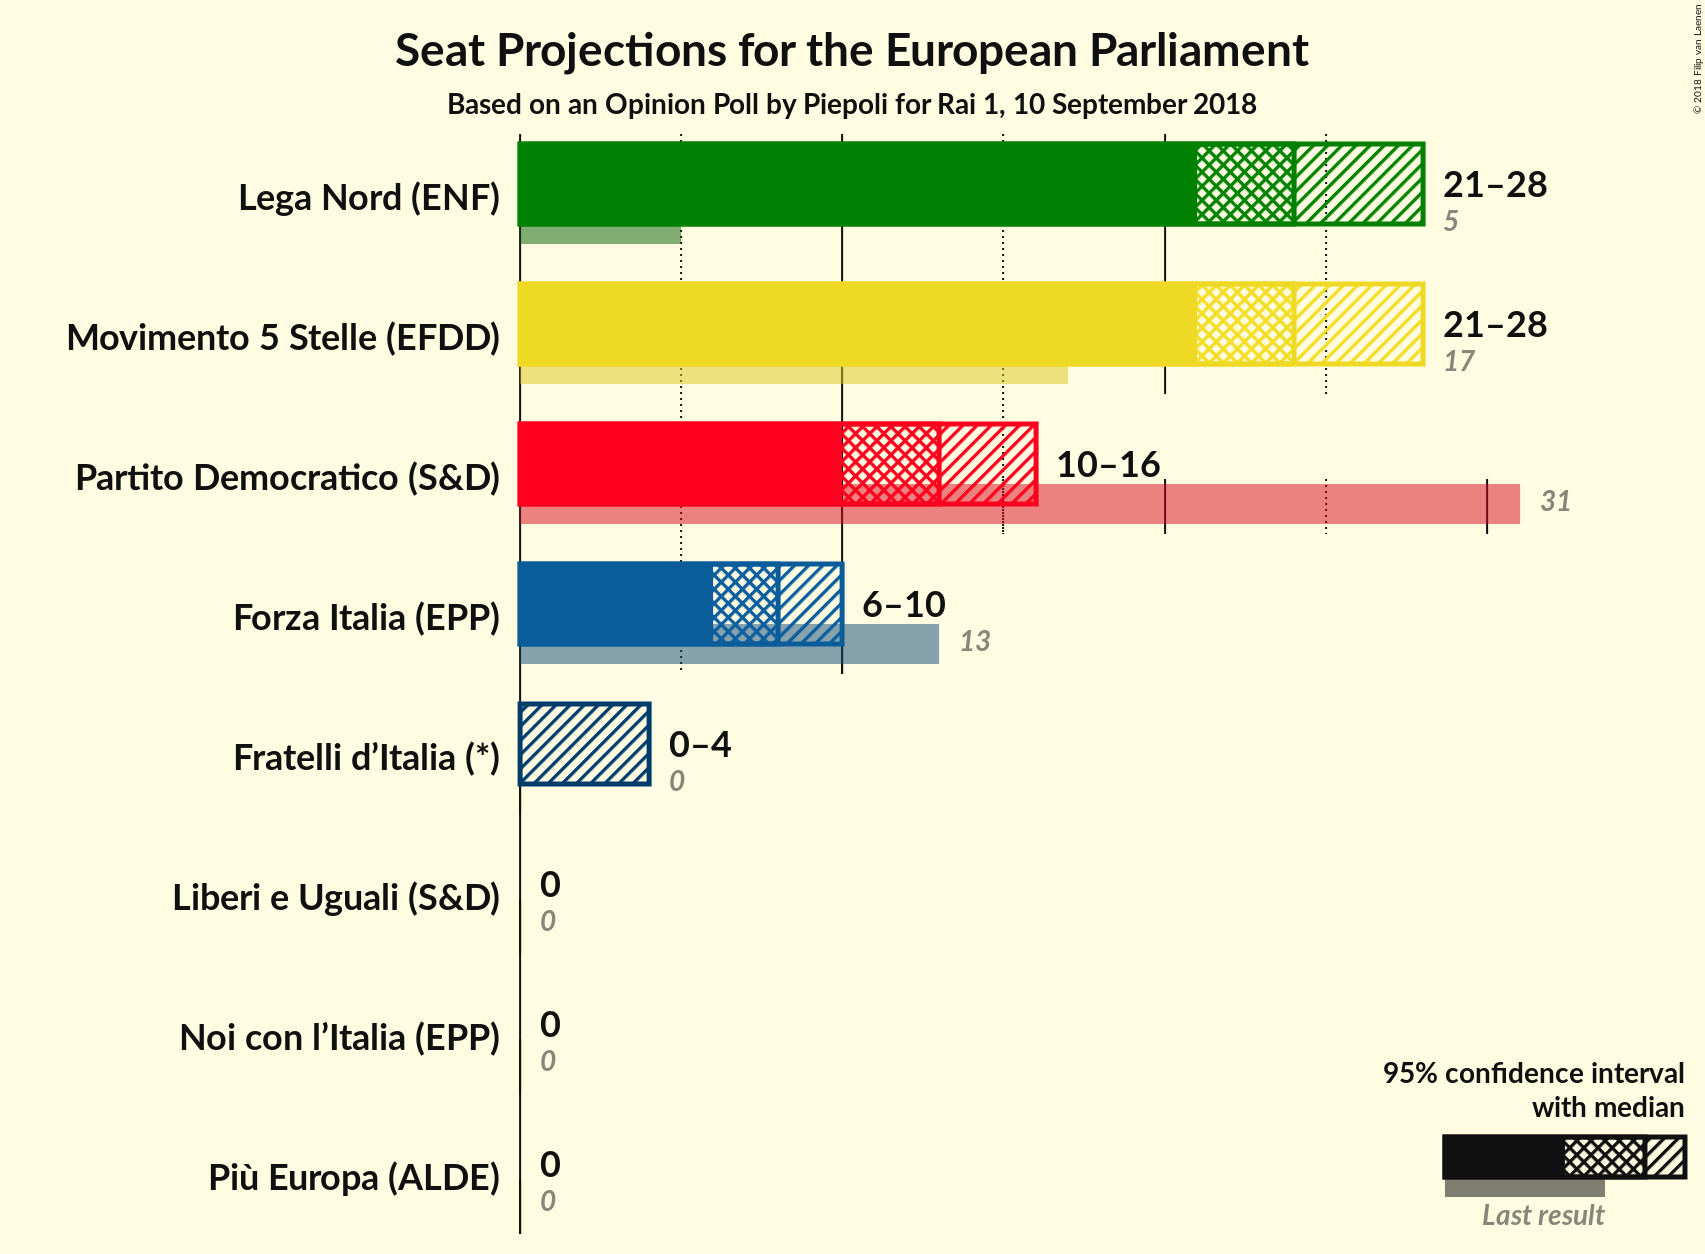 Seat Projections for the European Parliament
Based on an Opinion Poll by Piepoli for Rai 1, 10 September 2018
© 2018 Filip van Laenen
Lega Nord (ENF)
21–28
5
Movimento 5 Stelle (EFDD)
21–28
17
Partito Democratico (S&D)
10–16
31
Forza Italia (EPP)
6–10
13
Fratelli d’Italia (*)
0–4
0
Liberi e Uguali (S&D)
0
0
Noi con l’Italia (EPP)
0
0
Più Europa (ALDE)
0
0
95% confidence interval
with median
Last result